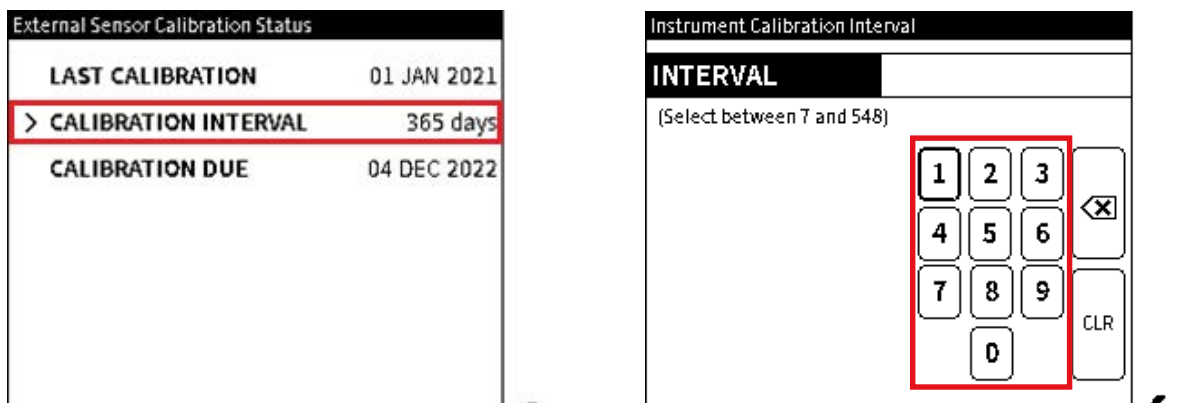 External Sensor Calibration Status
LAST CALIBRATION 01 JAN 2021
> CALIBRATION INTERVAL 365 days
CALIBRATION DUE 04 DEC 2022
Instrument Calibration Interval
INTERVAL
(Select between 7 and 548)
1 2 3
4 5 6
7 8 9
CLR
0